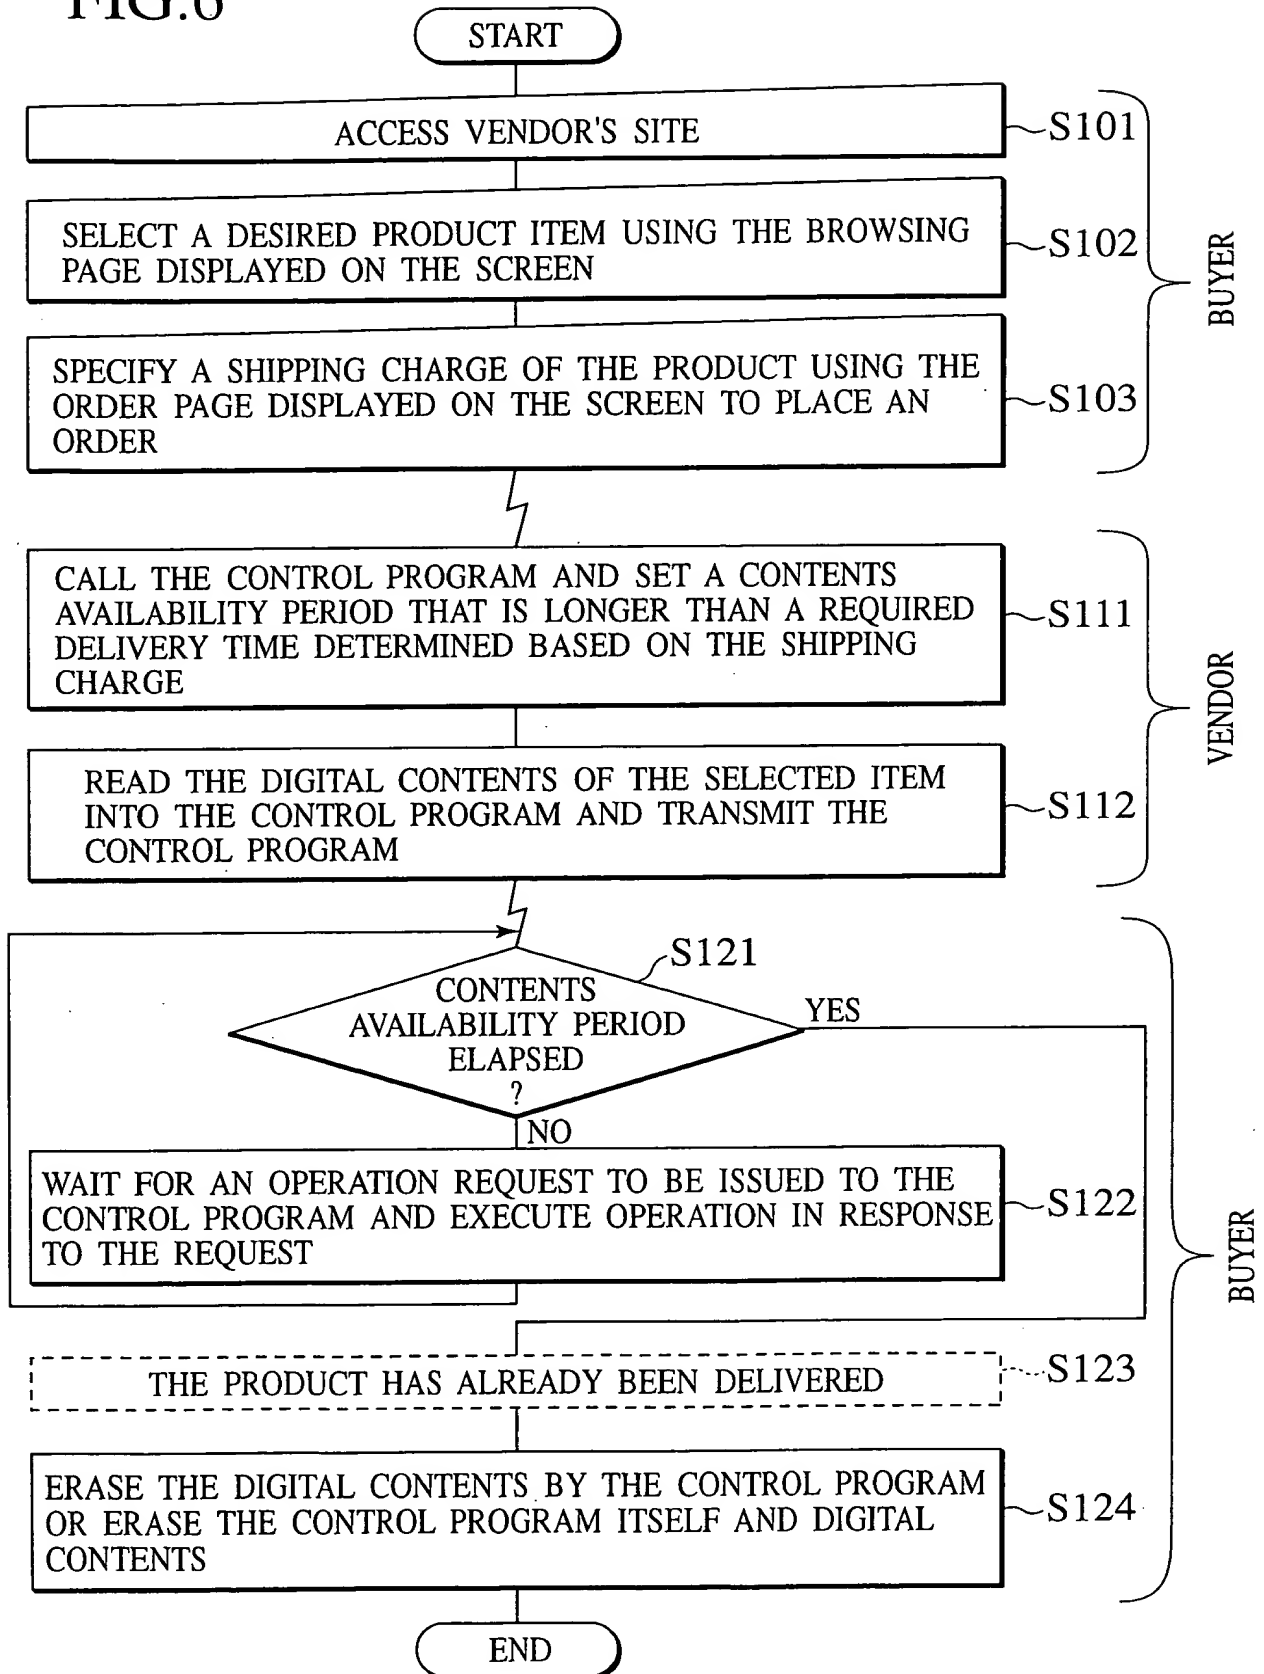 FIG.6
START
ACCESS VENDOR'S SITE
S101
SELECT A DESIRED PRODUCT ITEM USING THE BROWSING
PAGE DISPLAYED ON THE SCREEN
S102
SPECIFY A SHIPPING CHARGE OF THE PRODUCT USING THE
ORDER PAGE DISPLAYED ON THE SCREEN TO PLACE AN
ORDER
S103
BUYER
CALL THE CONTROL PROGRAM AND SET A CONTENTS
AVAILABILITY PERIOD THAT IS LONGER THAN A REQUIRED
DELIVERY TIME DETERMINED BASED ON THE SHIPPING
CHARGE
S111
READ THE DIGITAL CONTENTS OF THE SELECTED ITEM
INTO THE CONTROL PROGRAM AND TRANSMIT THE
CONTROL PROGRAM
S112
VENDOR
S121
CONTENTS
AVAILABILITY PERIOD
ELAPSED
?
YES
NO
WAIT FOR AN OPERATION REQUEST TO BE ISSUED TO THE
CONTROL PROGRAM AND EXECUTE OPERATION IN RESPONSE
TO THE REQUEST
S122
THE PRODUCT HAS ALREADY BEEN DELIVERED
S123
ERASE THE DIGITAL CONTENTS BY THE CONTROL PROGRAM
OR ERASE THE CONTROL PROGRAM ITSELF AND DIGITAL
CONTENTS
S124
BUYER
END